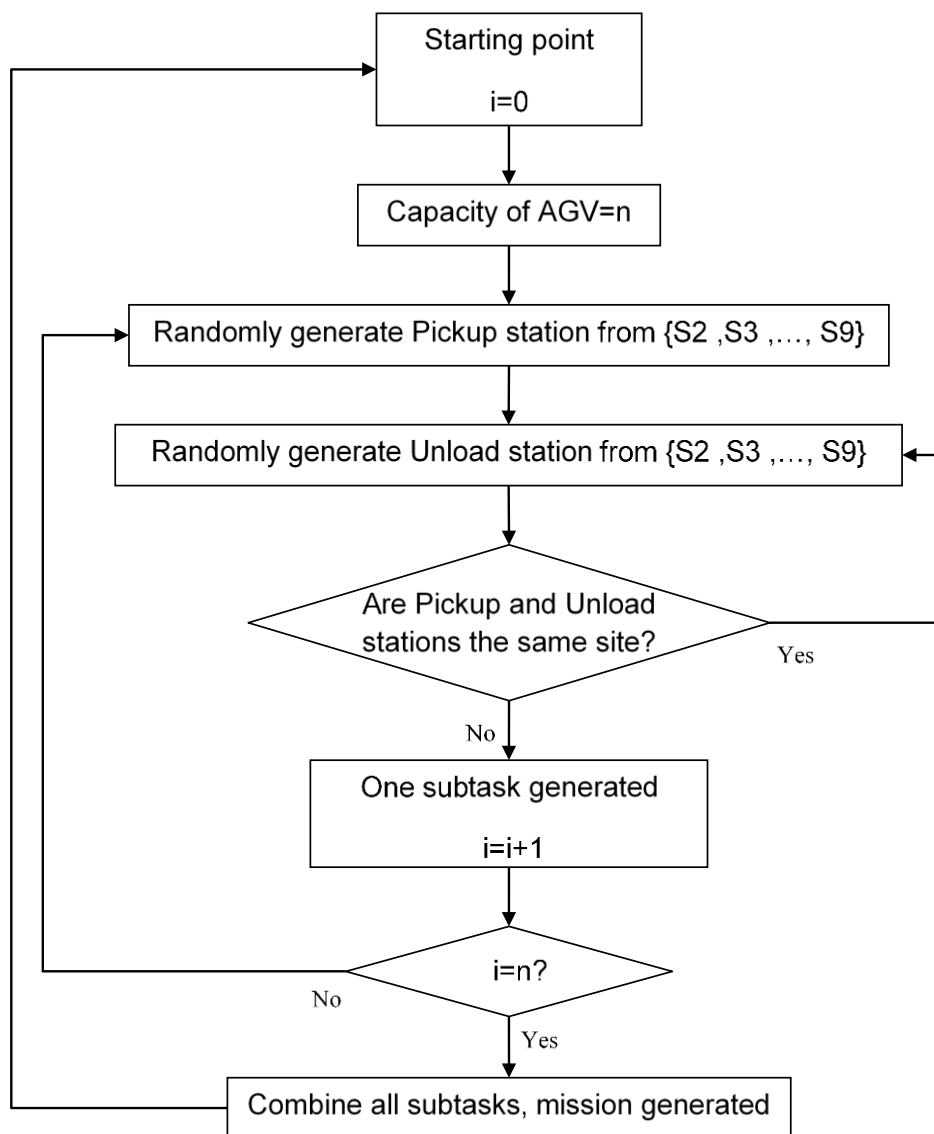 Starting point
i=0
Capacity of AGV=n
Randomly generate Pickup station from {S2 ,S3 ,…, S9}
Randomly generate Unload station from {S2 ,S3 ,…, S9}
Are Pickup and Unload
stations the same site?
Yes
No
One subtask generated
i=i+1
i=n?
No
Yes
Combine all subtasks, mission generated